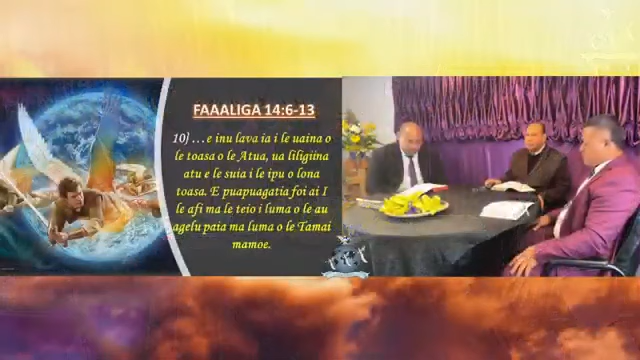 FAAALIGA 14:6-13
10) …e inu lava ia i le uaina o
le toasa o le Atua, ua liligiina
atu e le suia i le ipu o lona
toasa. E puapuagatia foi ai I
le afi ma le teio i luma o le au
agelu paia ma luma o le Tamai
mamoe.